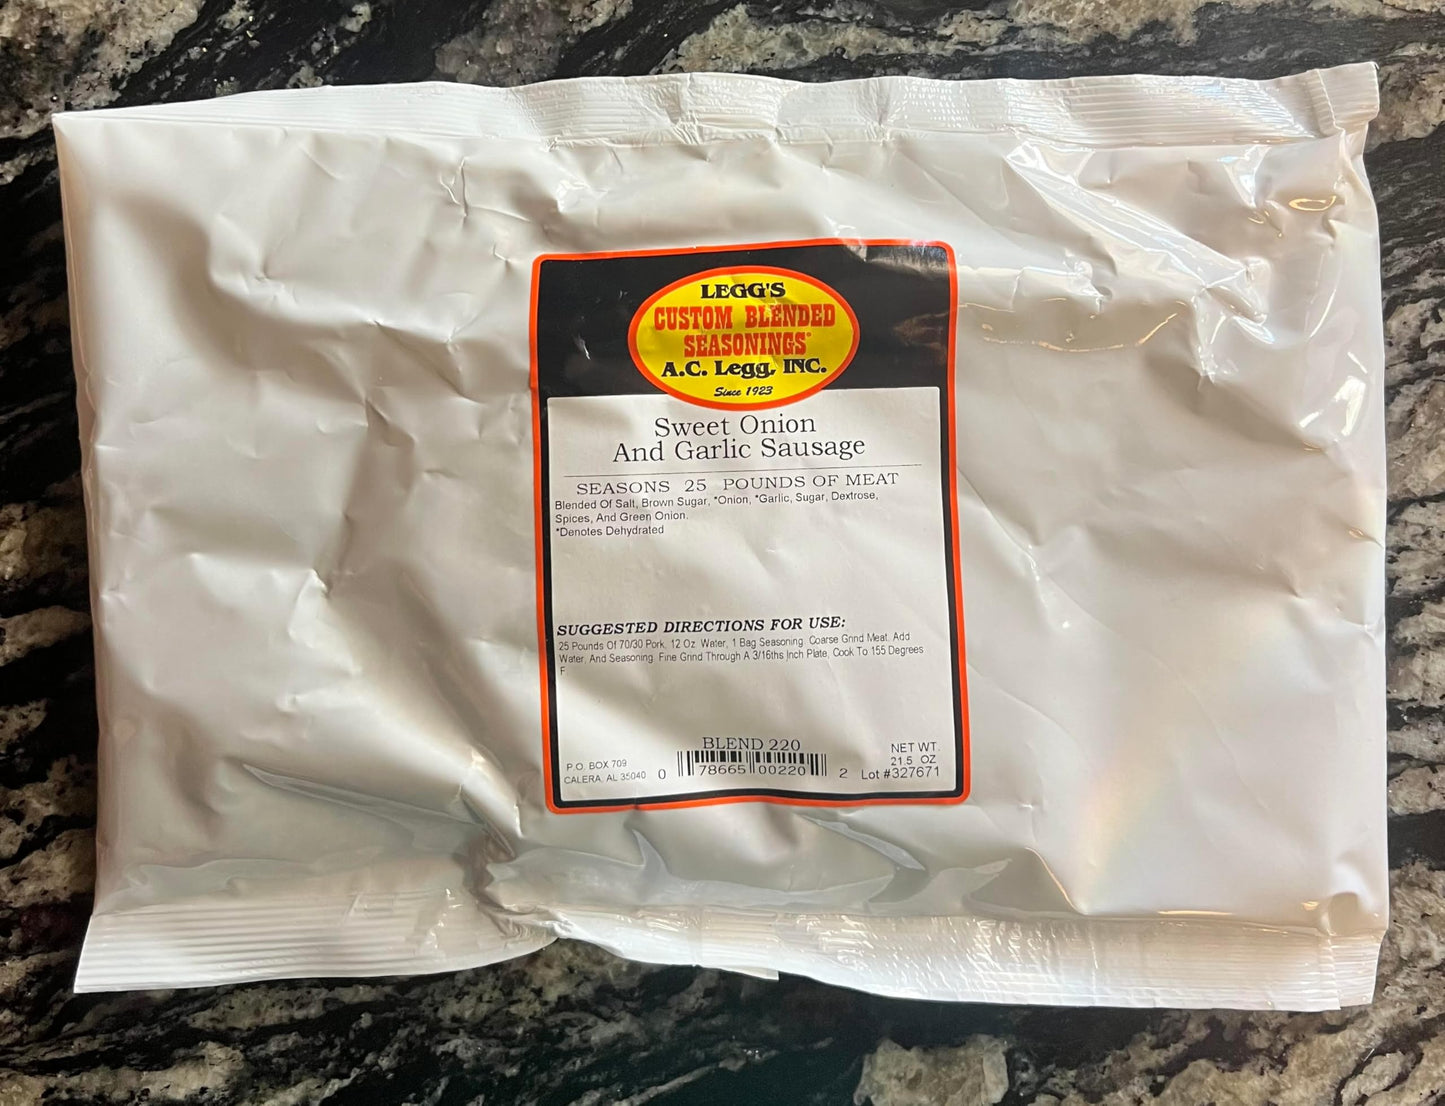 LEGG'S
CUSTOM BLENDED
SEASONINGS®
A.C. Legg, INC.
Since 1923
Sweet Onion
And Garlic Sausage
SEASONS 25 POUNDS OF MEAT
Blended Of Salt, Brown Sugar, *Onion, *Garlic, Sugar, Dextrose,
Spices, And Green Onion.
*Denotes Dehydrated
SUGGESTED DIRECTIONS FOR USE:
25 Pounds Of 70/30 Pork, 12 Oz. Water, 1 Bag Seasoning. Coarse Grind Meat. Add
Water, And Seasoning. Fine Grind Through A 3/16ths Inch Plate, Cook To 155 Degrees
F
BLEND 220
P.O. BOX 709
CALERA, AL 35040
0 78665 00220 2
NET WT.
21.5 OZ
Lot #327671